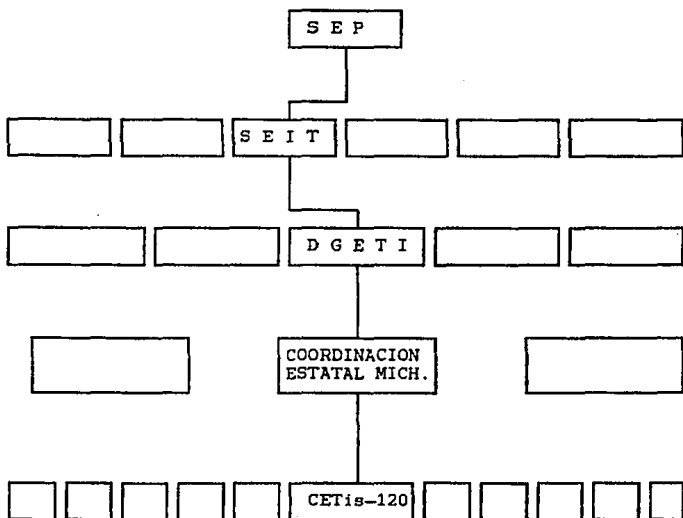 S E P
S E I T
D G E T I
COORDINACION
ESTATAL MICH.
CETis-120